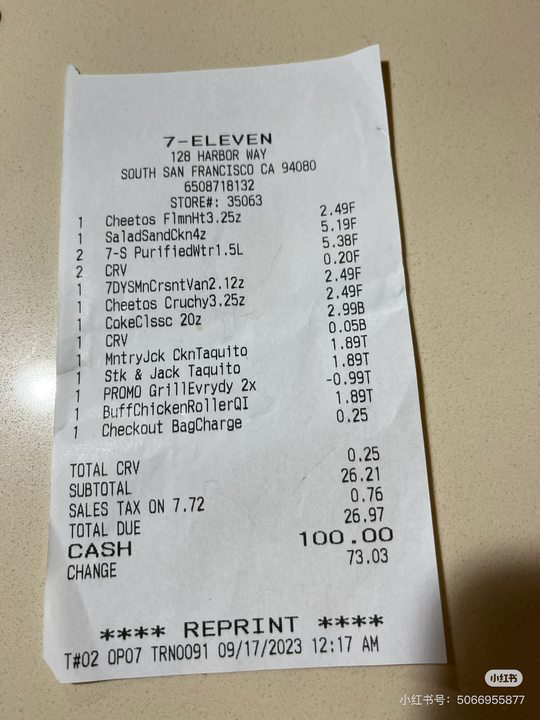 7-ELEVEN
128 HARBOR WAY
SOUTH SAN FRANCISCO CA 94080
6508718132
STORE#: 35063
1 Cheetos FlmnHt3.25z 2.49F
1 SaladSandCkn4z 5.19F
2 7-S PurifiedWtr1.5L 5.38F
2 CRV 0.20F
1 7DYSMnCrsntVan2.12z 2.49F
1 Cheetos Cruchy3.25z 2.49F
1 CokeClssc 20z 2.99B
1 CRV 0.05B
1 MntryJck CknTaquito 1.89T
1 Stk & Jack Taquito 1.89T
1 PROMO GrillEvrydy 2x -0.99T
1 BuffChickenRollerQI 1.89T
1 Checkout BagCharge 0.25
TOTAL CRV 0.25
SUBTOTAL 26.21
SALES TAX ON 7.72 0.76
TOTAL DUE 26.97
CASH 100.00
CHANGE 73.03
**** REPRINT ****
T#02 OP07 TRN0091 09/17/2023 12:17 AM
小红书
小红书号: 5066955877